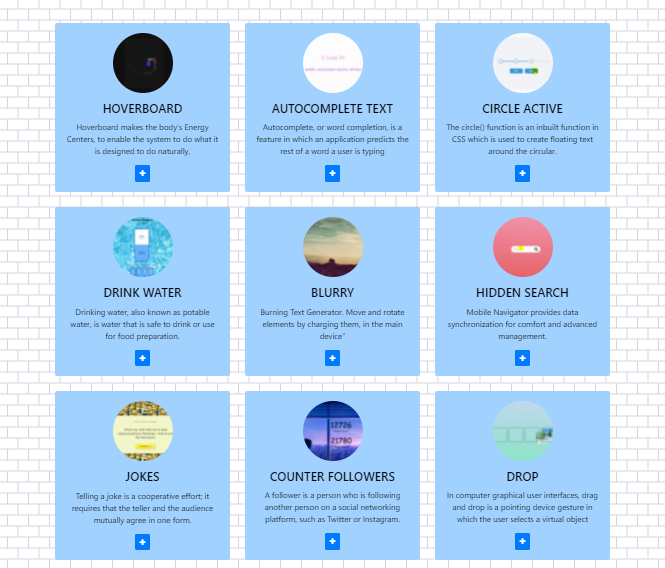 HOVERBOARD
Hoverboard makes the body's Energy
Centers, to enable the system to do what it
is designed to do naturally,
AUTOCOMPLETE TEXT
Autocomplete, or word completion, is a
feature in which an application predicts the
rest of a word a user is typing
CIRCLE ACTIVE
The circle() function is an inbuilt function in
CSS which is used to create floating text
around the circular.
DRINK WATER
Drinking water, also known as potable
water, is water that is safe to drink or use
for food preparation.
BLURRY
Burning Text Generator. Move and rotate
elements by charging them, in the main
device"
HIDDEN SEARCH
Mobile Navigator provides data
synchronization for comfort and advanced
management.
JOKES
Telling a joke is a cooperative effort; it
requires that the teller and the audience
mutually agree in one form.
12726
21780
COUNTER FOLLOWERS
A follower is a person who is following
another person on a social networking
platform, such as Twitter or Instagram.
DROP
In computer graphical user interfaces, drag
and drop is a pointing device gesture in
which the user selects a virtual object